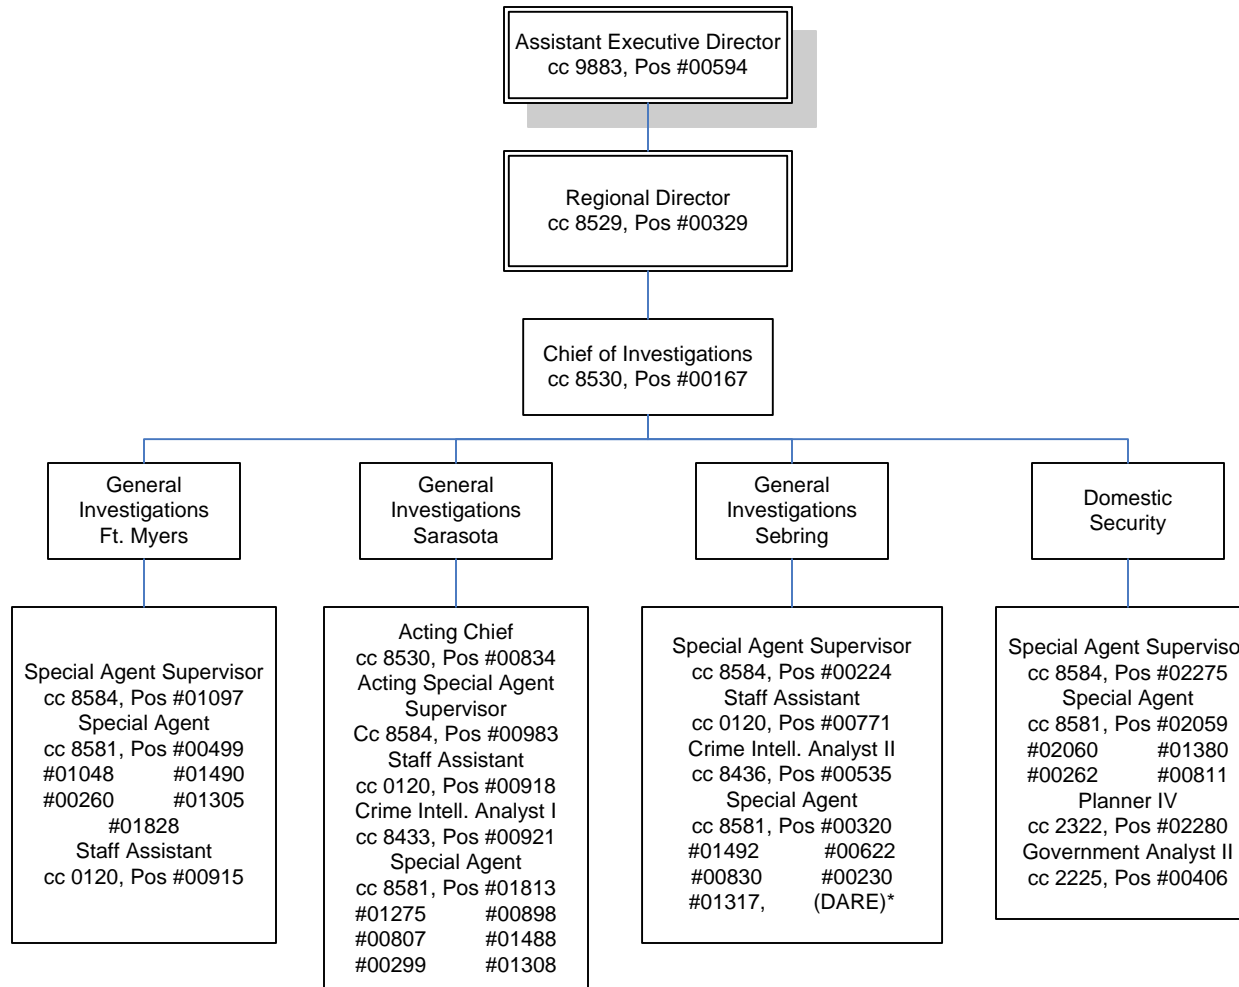 Assistant Executive Director
cc 9883, Pos #00594
Regional Director
cc 8529, Pos #00329
Chief of Investigations
cc 8530, Pos #00167
General
Investigations
Ft. Myers
General
Investigations
Sarasota
General
Investigations
Sebring
Domestic
Security
Special Agent Supervisor
cc 8584, Pos #01097
Special Agent
cc 8581, Pos #00499
#01048 #01490
#00260 #01305
#01828
Staff Assistant
cc 0120, Pos #00915
Acting Chief
cc 8530, Pos #00834
Acting Special Agent
Supervisor
Cc 8584, Pos #00983
Staff Assistant
cc 0120, Pos #00918
Crime Intell. Analyst I
cc 8433, Pos #00921
Special Agent
cc 8581, Pos #01813
#01275 #00898
#00807 #01488
#00299 #01308
Special Agent Supervisor
cc 8584, Pos #00224
Staff Assistant
cc 0120, Pos #00771
Crime Intell. Analyst II
cc 8436, Pos #00535
Special Agent
cc 8581, Pos #00320
#01492 #00622
#00830 #00230
#01317, (DARE)*
Special Agent Superviso
cc 8584, Pos #02275
Special Agent
cc 8581, Pos #02059
#02060 #01380
#00262 #00811
Planner IV
cc 2322, Pos #02280
Government Analyst II
cc 2225, Pos #00406